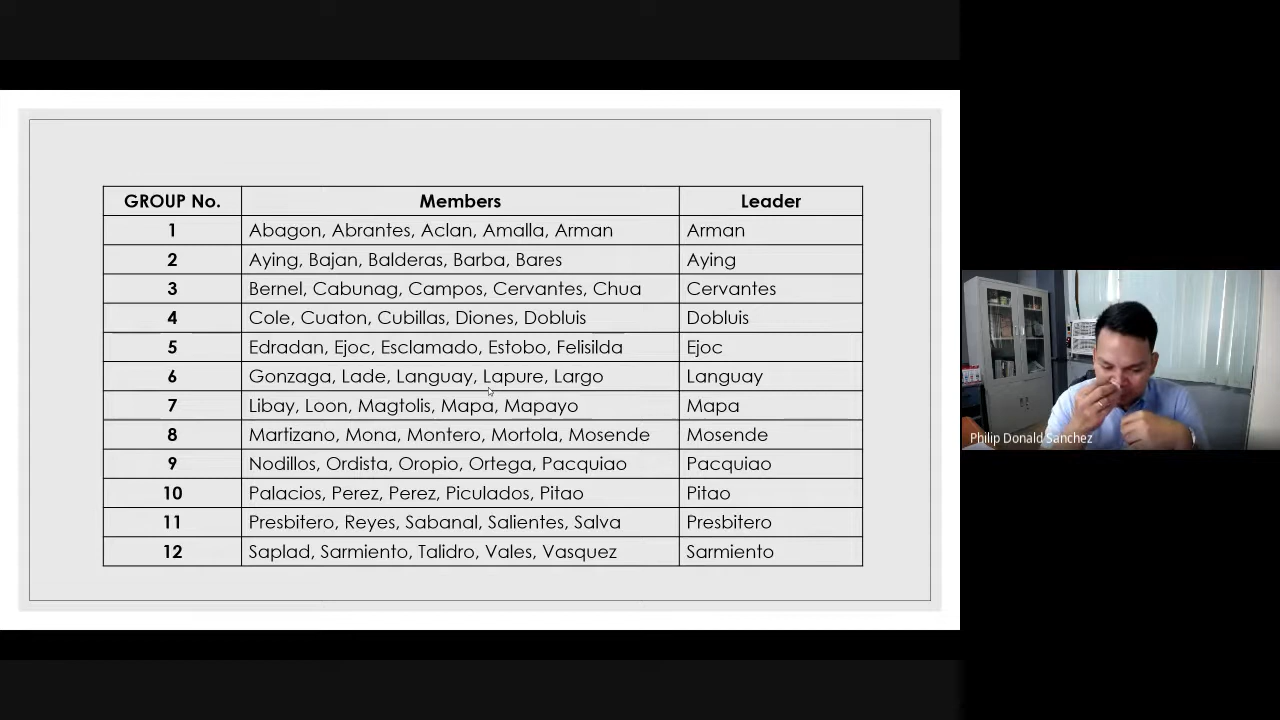 GROUP No. Members Leader
1 Abagon, Abrantes, Aclan, Amalla, Arman Arman
2 Aying, Bajan, Balderas, Barba, Bares Aying
3 Bernel, Cabunag, Campos, Cervantes, Chua Cervantes
4 Cole, Cuaton, Cubillas, Diones, Dobluis Dobluis
5 Edradan, Ejoc, Esclamado, Estobo, Felisilda Ejoc
6 Gonzaga, Lade, Languay, Lapure, Largo Languay
7 Libay, Loon, Magtolis, Mapa, Mapayo Mapa
8 Martizano, Mona, Montero, Mortola, Mosende Mosende
9 Nodillos, Ordista, Oropio, Ortega, Pacquiao Pacquiao
10 Palacios, Perez, Perez, Piculados, Pitao Pitao
11 Presbitero, Reyes, Sabanal, Salientes, Salva Presbitero
12 Saplad, Sarmiento, Talidro, Vales, Vasquez Sarmiento
Philip Donald Sanchez